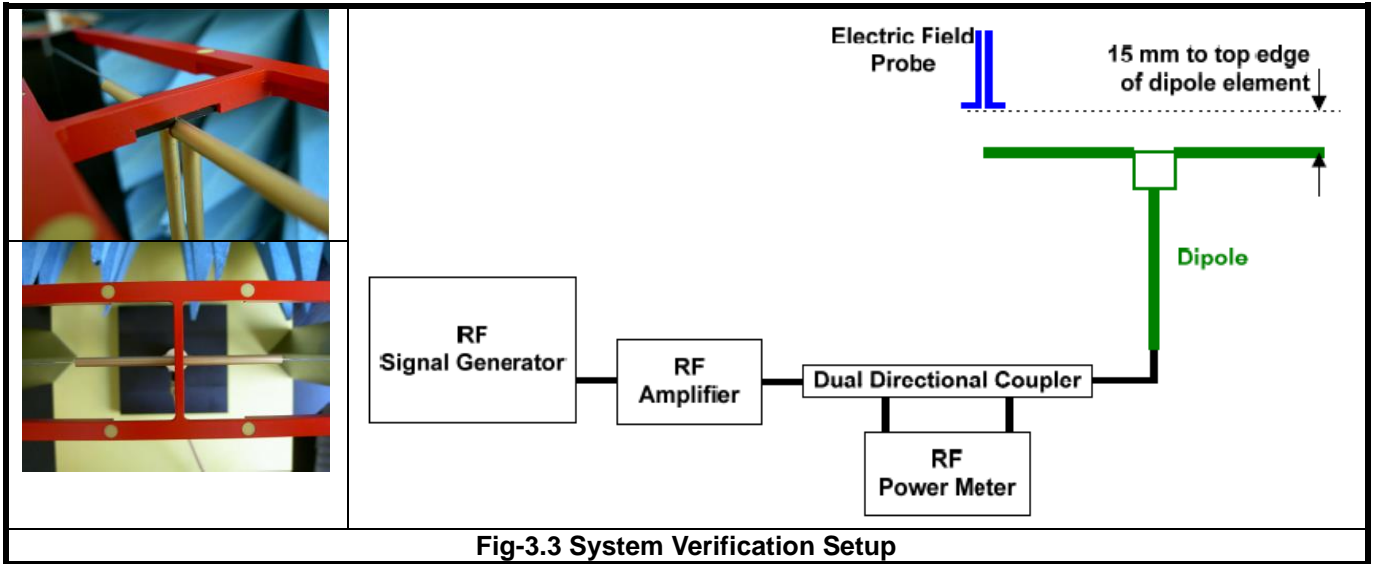 Electric Field
Probe
15 mm to top edge
of dipole element
Dipole
RF
Signal Generator
RF
Amplifier
Dual Directional Coupler
RF
Power Meter
Fig-3.3 System Verification Setup